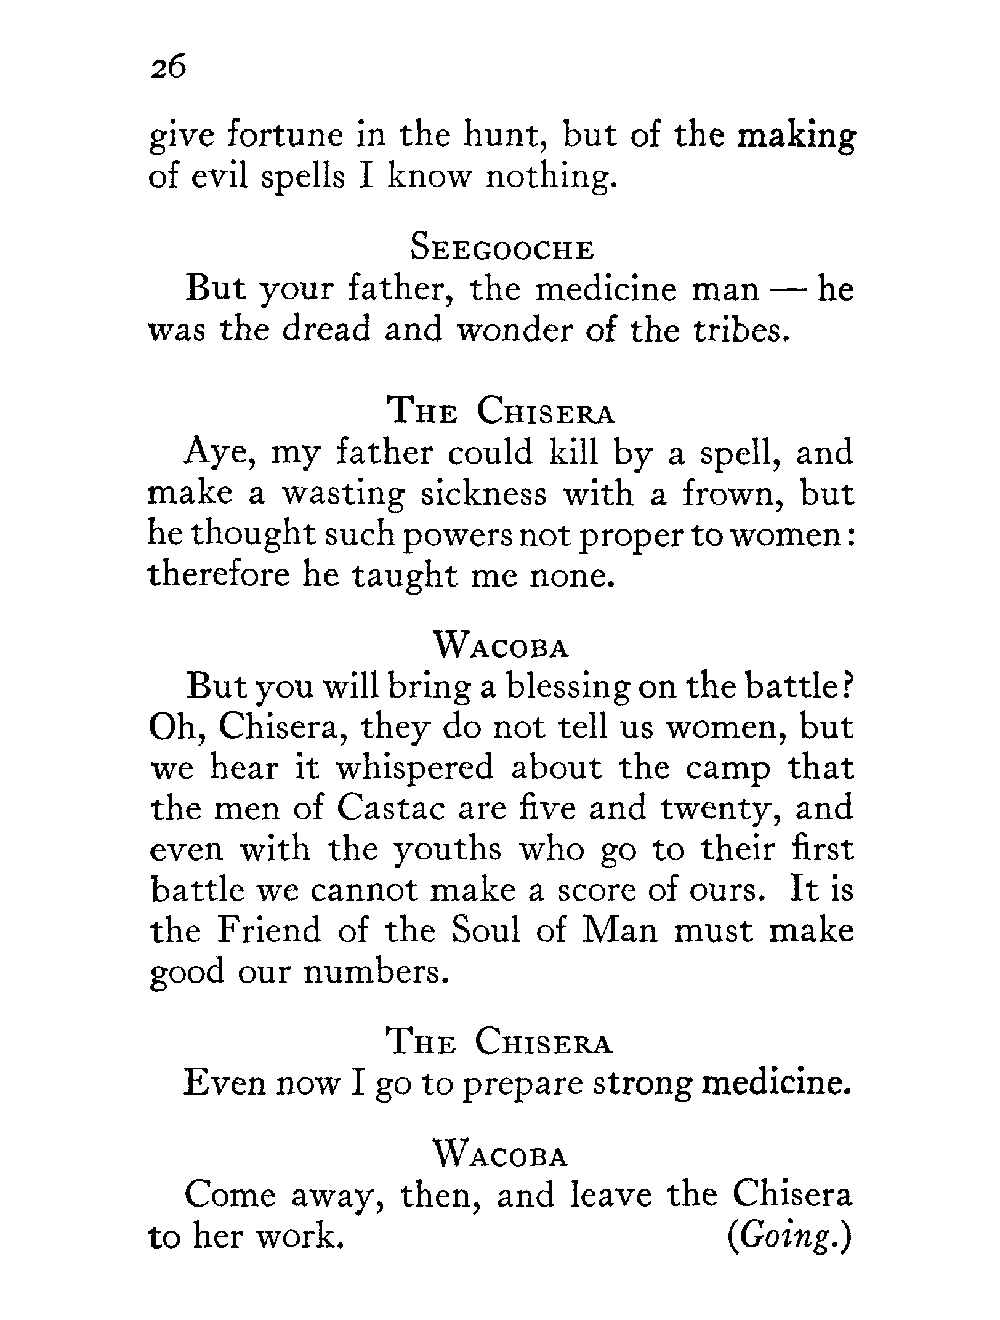 26
give fortune in the hunt, but of the making
of evil spells I know nothing.
Seegooche
But your father, the medicine man — he
was the dread and wonder of the tribes.
The Chisera
Aye, my father could kill by a spell, and
make a wasting sickness with a frown, but
he thought such powers not proper to women:
therefore he taught me none.
Wacoba
But you will bring a blessing on the battle?
Oh, Chisera, they do not tell us women, but
we hear it whispered about the camp that
the men of Castac are five and twenty, and
even with the youths who go to their first
battle we cannot make a score of ours. It is
the Friend of the Soul of Man must make
good our numbers.
The Chisera
Even now I go to prepare strong medicine.
Wacoba
Come away, then, and leave the Chisera
to her work. (Going.)